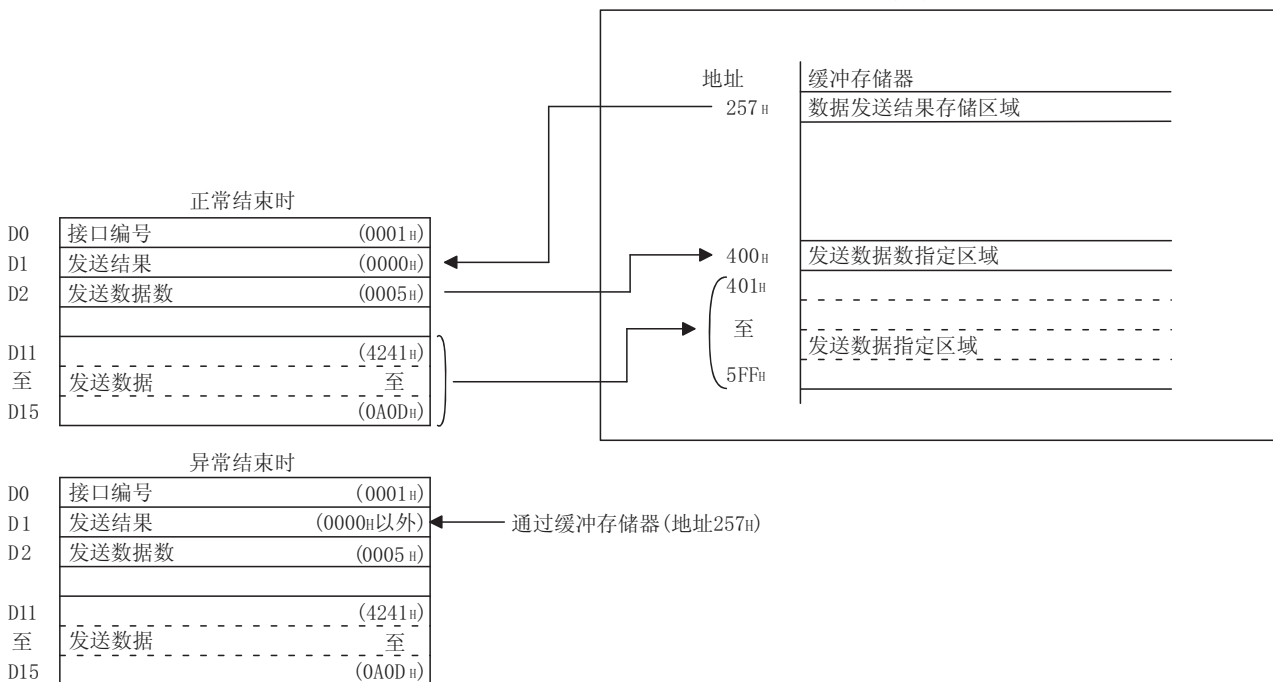 地址 缓冲存储器
257H 数据发送结果存储区域
正常结束时
D0 接口编号 (0001H)
D1 发送结果 (0000H)
D2 发送数据数 (0005H)
400H 发送数据数指定区域
401H
至
发送数据指定区域
5FFH
D11 (4241H)
至 发送数据 至
D15 (0A0DH)
异常结束时
D0 接口编号 (0001H)
D1 发送结果 (0000H以外) 通过缓冲存储器(地址257H)
D2 发送数据数 (0005H)
D11 (4241H)
至 发送数据 至
D15 (0A0DH)